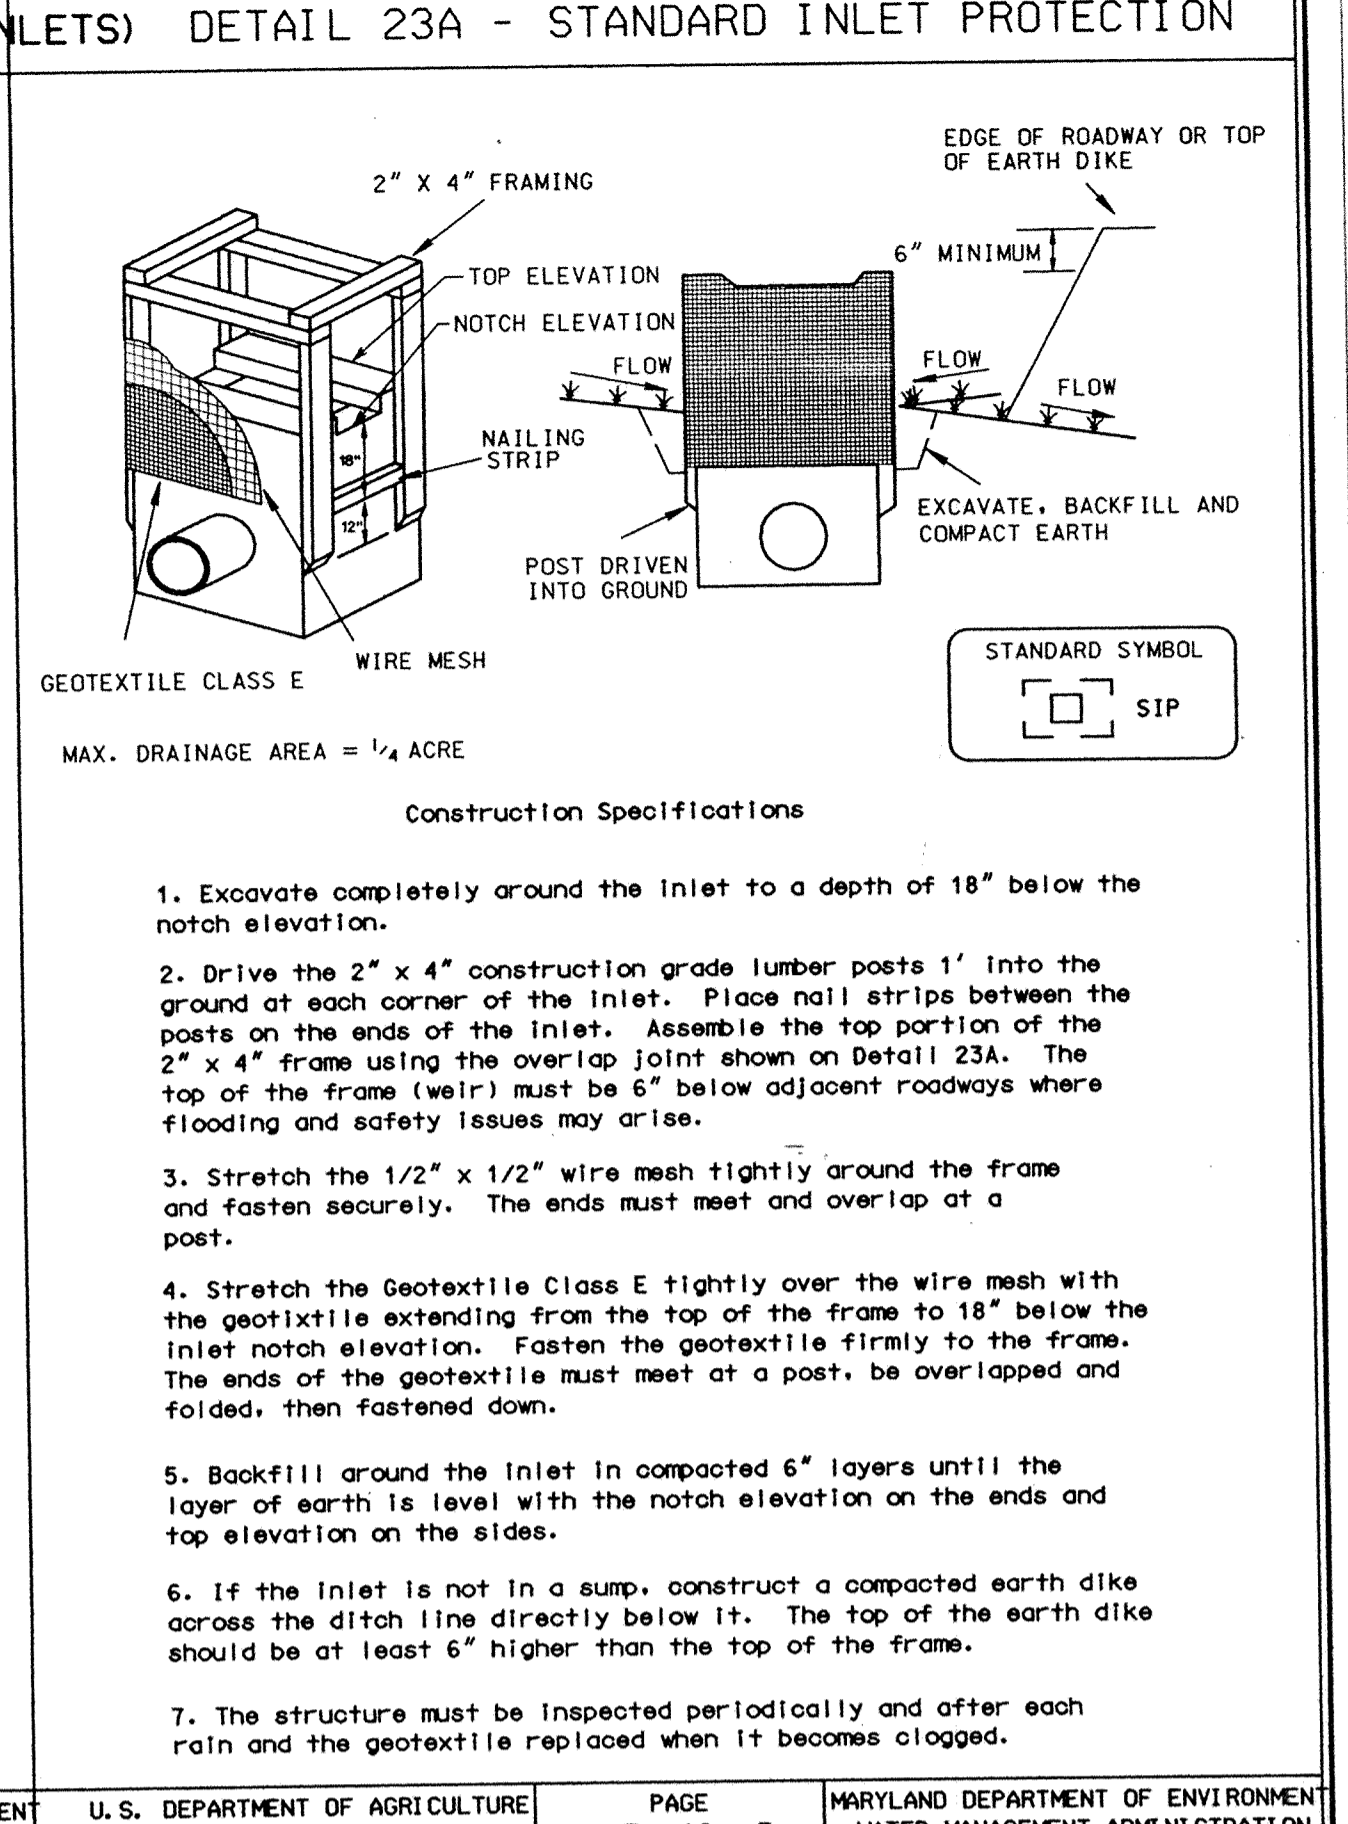 NLETS) DETAIL 23A - STANDARD INLET PROTECTION
EDGE OF ROADWAY OR TOP
OF EARTH DIKE
2" X 4" FRAMING
6" MINIMUM
TOP ELEVATION
NOTCH ELEVATION
FLOW
FLOW
FLOW
NAILING
STRIP
18"
12"
EXCAVATE, BACKFILL AND
COMPACT EARTH
POST DRIVEN
INTO GROUND
WIRE MESH
GEOTEXTILE CLASS E
STANDARD SYMBOL
SIP
MAX. DRAINAGE AREA = 1/4 ACRE
Construction Specifications
1. Excavate completely around the inlet to a depth of 18" below the
notch elevation.
2. Drive the 2" x 4" construction grade lumber posts 1' into the
ground at each corner of the inlet. Place nail strips between the
posts on the ends of the inlet. Assemble the top portion of the
2" x 4" frame using the overlap joint shown on Detail 23A. The
top of the frame (weir) must be 6" below adjacent roadways where
flooding and safety issues may arise.
3. Stretch the 1/2" x 1/2" wire mesh tightly around the frame
and fasten securely. The ends must meet and overlap at a
post.
4. Stretch the Geotextile Class E tightly over the wire mesh with
the geotixtile extending from the top of the frame to 18" below the
inlet notch elevation. Fasten the geotextile firmly to the frame.
The ends of the geotextile must meet at a post, be overlapped and
folded, then fastened down.
5. Backfill around the inlet in compacted 6" layers until the
layer of earth is level with the notch elevation on the ends and
top elevation on the sides.
6. If the inlet is not in a sump, construct a compacted earth dike
across the ditch line directly below it. The top of the earth dike
should be at least 6" higher than the top of the frame.
7. The structure must be inspected periodically and after each
rain and the geotextile replaced when it becomes clogged.
ENT U.S. DEPARTMENT OF AGRICULTURE PAGE MARYLAND DEPARTMENT OF ENVIRONMENT
WATER MANAGEMENT ADMINISTRATION